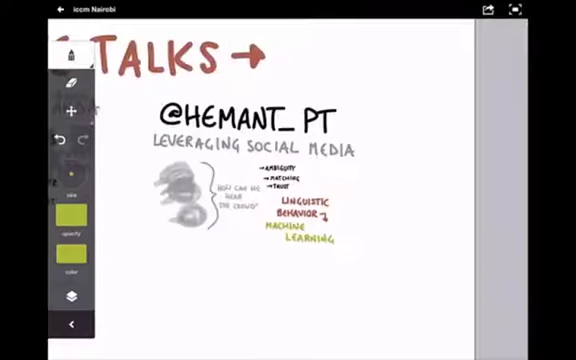 iccm Nairobi
TALKS →
@HEMANT_PT
LEVERAGING SOCIAL MEDIA
HOW CAN WE
HEAR
THE CROWD?
→AMBIGUITY
→MATCHING
→TRUST
LINGUISTIC
BEHAVIOR
MACHINE
LEARNING
size
opacity
color